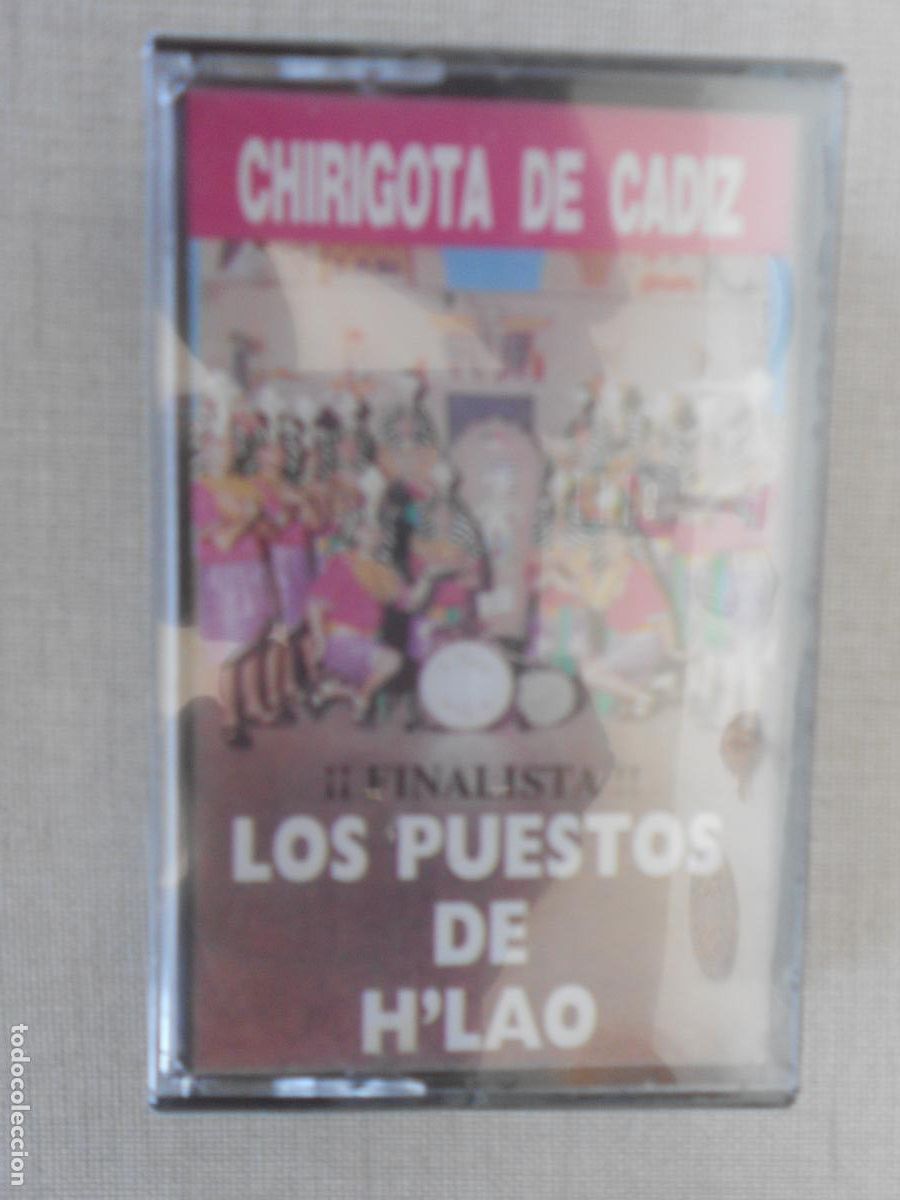 CHIRIGOTA DE CADIZ
¡¡ FINALISTA !!
LOS PUESTOS
DE
H'LAO
todocoleccion